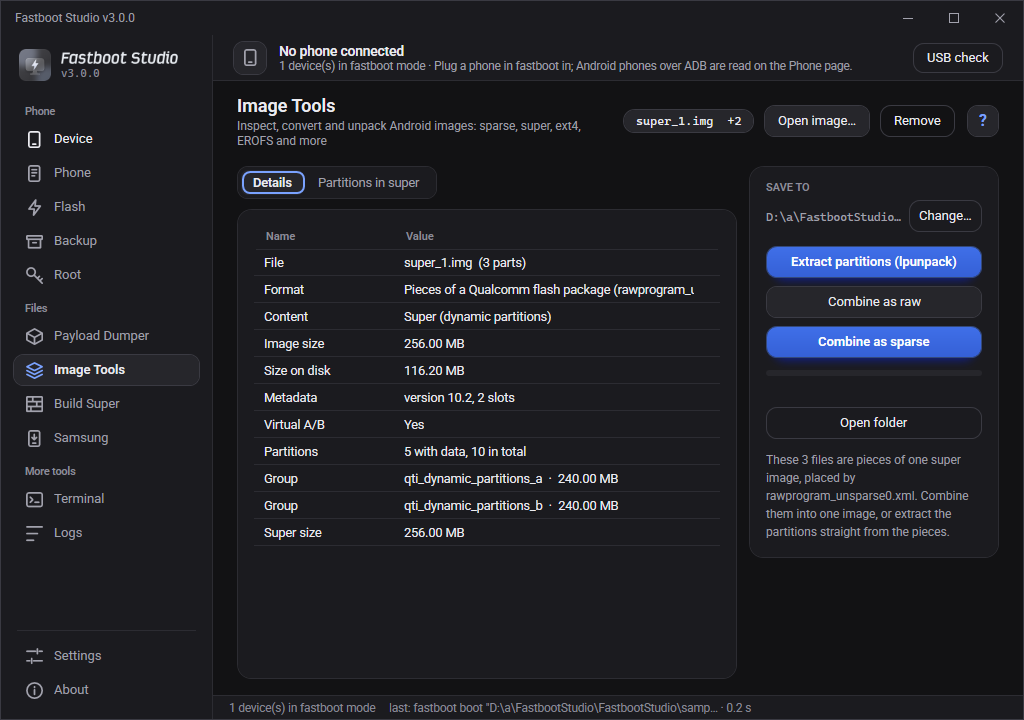 Fastboot Studio v3.0.0
Fastboot Studio
v3.0.0
Phone
Device
Phone
Flash
Backup
Root
Files
Payload Dumper
Image Tools
Build Super
Samsung
More tools
Terminal
Logs
Settings
About
No phone connected
1 device(s) in fastboot mode · Plug a phone in fastboot in; Android phones over ADB are read on the Phone page.
USB check
Image Tools
Inspect, convert and unpack Android images: sparse, super, ext4,
EROFS and more
super_1.img +2
Open image...
Remove
?
Details
Partitions in super
Name Value
File super_1.img (3 parts)
Format Pieces of a Qualcomm flash package (rawprogram_u
Content Super (dynamic partitions)
Image size 256.00 MB
Size on disk 116.20 MB
Metadata version 10.2, 2 slots
Virtual A/B Yes
Partitions 5 with data, 10 in total
Group qti_dynamic_partitions_a · 240.00 MB
Group qti_dynamic_partitions_b · 240.00 MB
Super size 256.00 MB
SAVE TO
D:\a\FastbootStudio...
Change...
Extract partitions (lpunpack)
Combine as raw
Combine as sparse
Open folder
These 3 files are pieces of one super
image, placed by
rawprogram_unsparse0.xml. Combine
them into one image, or extract the
partitions straight from the pieces.
1 device(s) in fastboot mode last: fastboot boot "D:\a\FastbootStudio\FastbootStudio\samp... · 0.2 s